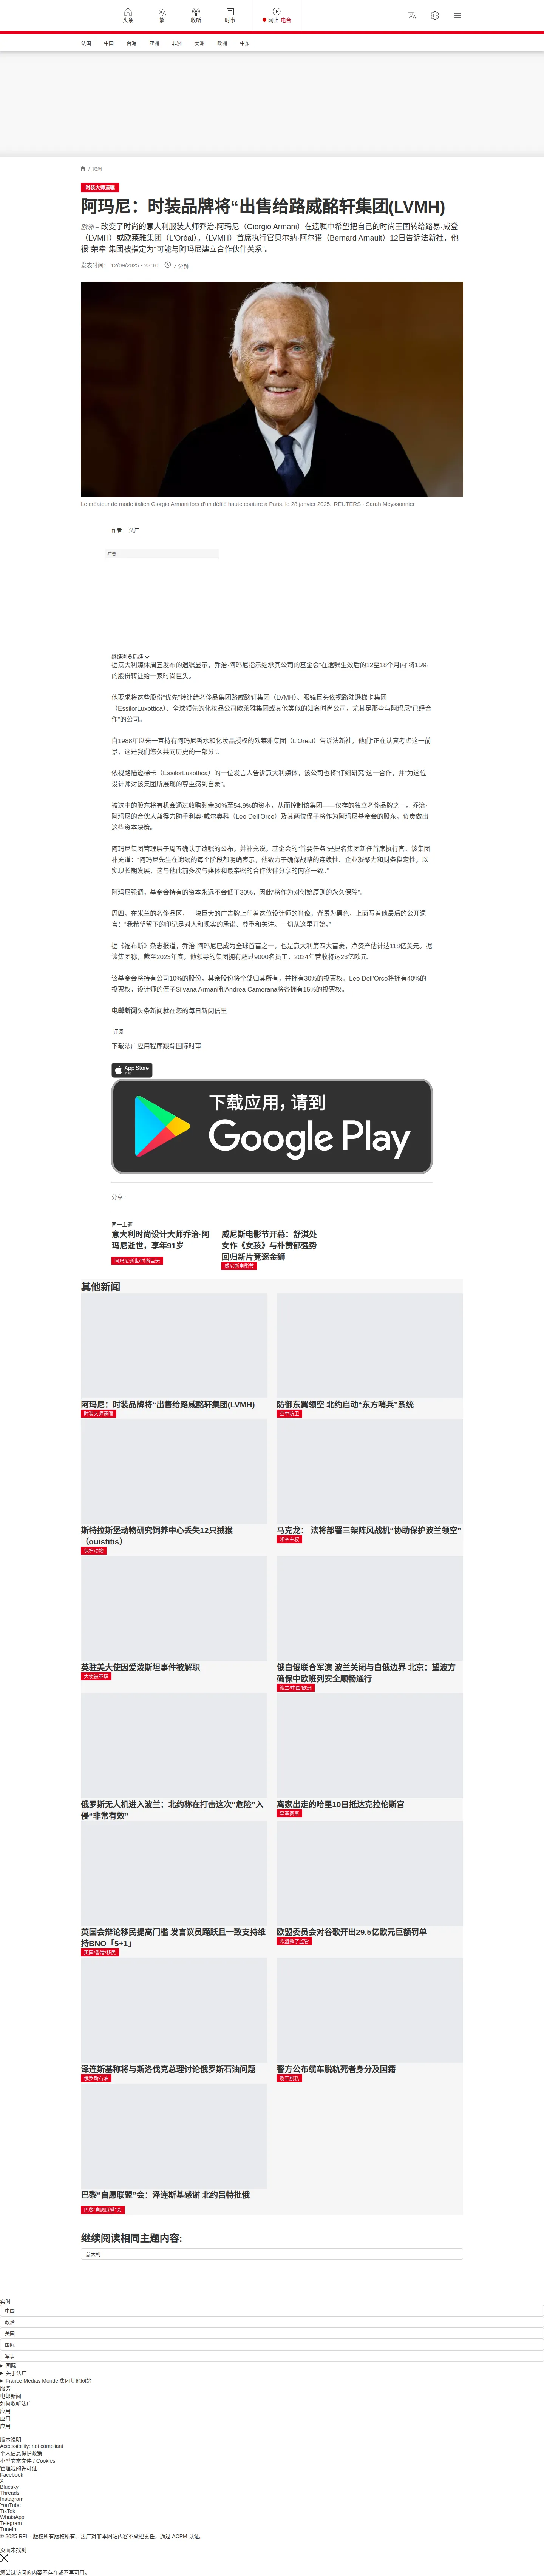 头条
繁
收听
时事
网上 电台
法国
中国
台海
亚洲
非洲
美洲
欧洲
中东
/ 欧洲
时装大师遗嘱
阿玛尼：时装品牌将“出售给路威酩轩集团(LVMH)
欧洲 – 改变了时尚的意大利服装大师乔治·阿玛尼（Giorgio Armani）在遗嘱中希望把自己的时尚王国转给路易·威登
（LVMH）或欧莱雅集团（L'Oréal）。（LVMH）首席执行官贝尔纳·阿尔诺（Bernard Arnault）12日告诉法新社，他
很“荣幸”集团被指定为“可能与阿玛尼建立合作伙伴关系”。
发表时间： 12/09/2025 - 23:10 7 分钟
Le créateur de mode italien Giorgio Armani lors d'un défilé haute couture à Paris, le 28 janvier 2025. REUTERS - Sarah Meyssonnier
作者： 法广
广告
继续浏览后续
据意大利媒体周五发布的遗嘱显示，乔治·阿玛尼指示继承其公司的基金会“在遗嘱生效后的12至18个月内”将15%
的股份转让给一家时尚巨头。
他要求将这些股份“优先”转让给奢侈品集团路威酩轩集团（LVMH）、眼镜巨头依视路陆逊梯卡集团
（EssilorLuxottica）、全球领先的化妆品公司欧莱雅集团或其他类似的知名时尚公司，尤其是那些与阿玛尼“已经合
作”的公司。
自1988年以来一直持有阿玛尼香水和化妆品授权的欧莱雅集团（L'Oréal）告诉法新社，他们“正在认真考虑这一前
景，这是我们悠久共同历史的一部分”。
依视路陆逊梯卡（EssilorLuxottica）的一位发言人告诉意大利媒体，该公司也将“仔细研究”这一合作，并“为这位
设计师对该集团所展现的尊重感到自豪”。
被选中的股东将有机会通过收购剩余30%至54.9%的资本，从而控制该集团——仅存的独立奢侈品牌之一。乔治·
阿玛尼的合伙人兼得力助手利奥·戴尔奥科（Leo Dell'Orco）及其两位侄子将作为阿玛尼基金会的股东，负责做出
这些资本决策。
阿玛尼集团管理层于周五确认了遗嘱的公布，并补充说，基金会的“首要任务”是提名集团新任首席执行官。该集团
补充道：“阿玛尼先生在遗嘱的每个阶段都明确表示，他致力于确保战略的连续性、企业凝聚力和财务稳定性，以
实现长期发展，这与他此前多次与媒体和最亲密的合作伙伴分享的内容一致。”
阿玛尼强调，基金会持有的资本永远不会低于30%，因此“将作为对创始原则的永久保障”。
周四，在米兰的奢侈品区，一块巨大的广告牌上印着这位设计师的肖像，背景为黑色，上面写着他最后的公开遗
言：“我希望留下的印记是对人和现实的承诺、尊重和关注。一切从这里开始。”
据《福布斯》杂志报道，乔治·阿玛尼已成为全球首富之一，也是意大利第四大富豪，净资产估计达118亿美元。据
该集团称，截至2023年底，他领导的集团拥有超过9000名员工，2024年营收将达23亿欧元。
该基金会将持有公司10%的股份，其余股份将全部归其所有，并拥有30%的投票权。Leo Dell'Orco将拥有40%的
投票权，设计师的侄子Silvana Armani和Andrea Camerana将各拥有15%的投票权。
电邮新闻头条新闻就在您的每日新闻信里
订阅
下载法广应用程序跟踪国际时事
App Store
下载
下载应用，请到
Google Play
分享 :
同一主题
意大利时尚设计大师乔治·阿
玛尼逝世，享年91岁
阿玛尼逝世/时尚巨头
威尼斯电影节开幕：舒淇处
女作《女孩》与朴赞郁强势
回归新片竞逐金狮
威尼斯电影节
其他新闻
阿玛尼：时装品牌将“出售给路威酩轩集团(LVMH)
时装大师遗嘱
防御东翼领空 北约启动“东方哨兵”系统
空中防卫
斯特拉斯堡动物研究饲养中心丢失12只狨猴
（ouistitis）
保护动物
马克龙： 法将部署三架阵风战机“协助保护波兰领空”
领空主权
英驻美大使因爱泼斯坦事件被解职
大使被革职
俄白俄联合军演 波兰关闭与白俄边界 北京：望波方
确保中欧班列安全顺畅通行
波兰/中国/欧洲
俄罗斯无人机进入波兰：北约称在打击这次“危险”入
侵“非常有效”
离家出走的哈里10日抵达克拉伦斯宫
皇室家事
英国会辩论移民提高门槛 发言议员踊跃且一致支持维
持BNO「5+1」
英国/香港/移民
欧盟委员会对谷歌开出29.5亿欧元巨额罚单
欧盟数字监管
泽连斯基称将与斯洛伐克总理讨论俄罗斯石油问题
俄罗斯石油
警方公布缆车脱轨死者身分及国籍
缆车脱轨
巴黎“自愿联盟”会：泽连斯基感谢 北约吕特批俄
巴黎“自愿联盟”会
继续阅读相同主题内容:
意大利
实时
中国
政治
美国
国际
军事
国际
关于法广
France Médias Monde 集团其他网站
服务
电邮新闻
如何收听法广
应用
应用
应用
版本说明
Accessibility: not compliant
个人信息保护政策
小型文本文件 / Cookies
管理我的许可证
Facebook
X
Bluesky
Threads
Instagram
YouTube
TikTok
WhatsApp
Telegram
TuneIn
© 2025 RFI – 版权所有版权所有。法广对非本网站内容不承担责任。通过 ACPM 认证。
页面未找到
您尝试访问的内容不存在或不再可用。